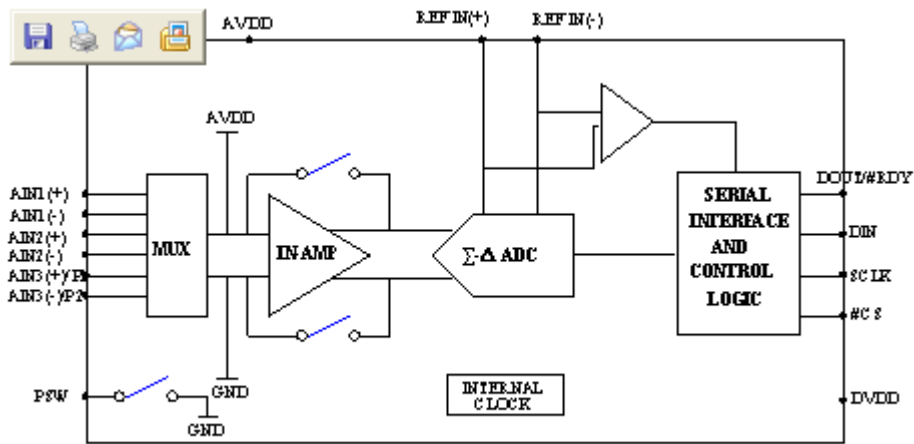 AVDD
REFIN(+)
REFIN(-)
AVDD
AIN1(+)
AIN1(-)
AIN2(+)
AIN2(-)
AIN3(+)/P1
AIN3(-)/P2
MUX
IN-AMP
Σ-Δ ADC
SERIAL
INTERFACE
AND
CONTROL
LOGIC
DOUT/#RDY
DIN
SCLK
#CS
GND
PSW
GND
INTERNAL
CLOCK
DVDD